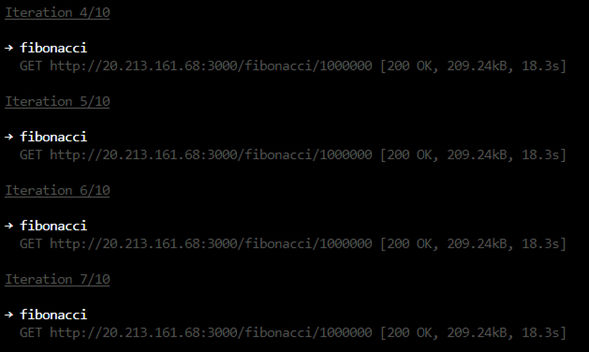 Iteration 4/10
→ fibonacci
GET http://20.213.161.68:3000/fibonacci/1000000 [200 OK, 209.24kB, 18.3s]
Iteration 5/10
→ fibonacci
GET http://20.213.161.68:3000/fibonacci/1000000 [200 OK, 209.24kB, 18.3s]
Iteration 6/10
→ fibonacci
GET http://20.213.161.68:3000/fibonacci/1000000 [200 OK, 209.24kB, 18.3s]
Iteration 7/10
→ fibonacci
GET http://20.213.161.68:3000/fibonacci/1000000 [200 OK, 209.24kB, 18.3s]